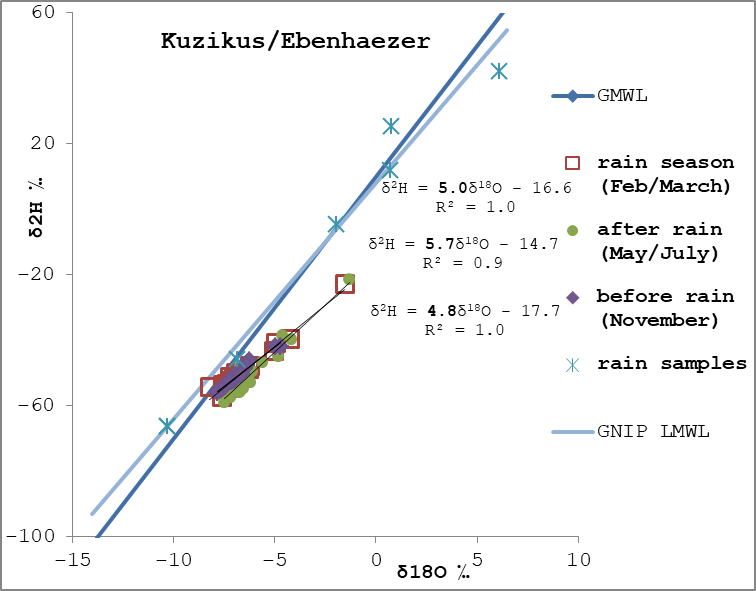 Kuzikus/Ebenhaezer
60
20
−20
−60
−100
δ2H ‰
−15
−10
−5
0
5
10
δ18O ‰
δ²H = 5.0δ¹⁸O − 16.6
R² = 1.0
δ²H = 5.7δ¹⁸O − 14.7
R² = 0.9
δ²H = 4.8δ¹⁸O − 17.7
R² = 1.0
GMWL
rain season
(Feb/March)
after rain
(May/July)
before rain
(November)
rain samples
GNIP LMWL